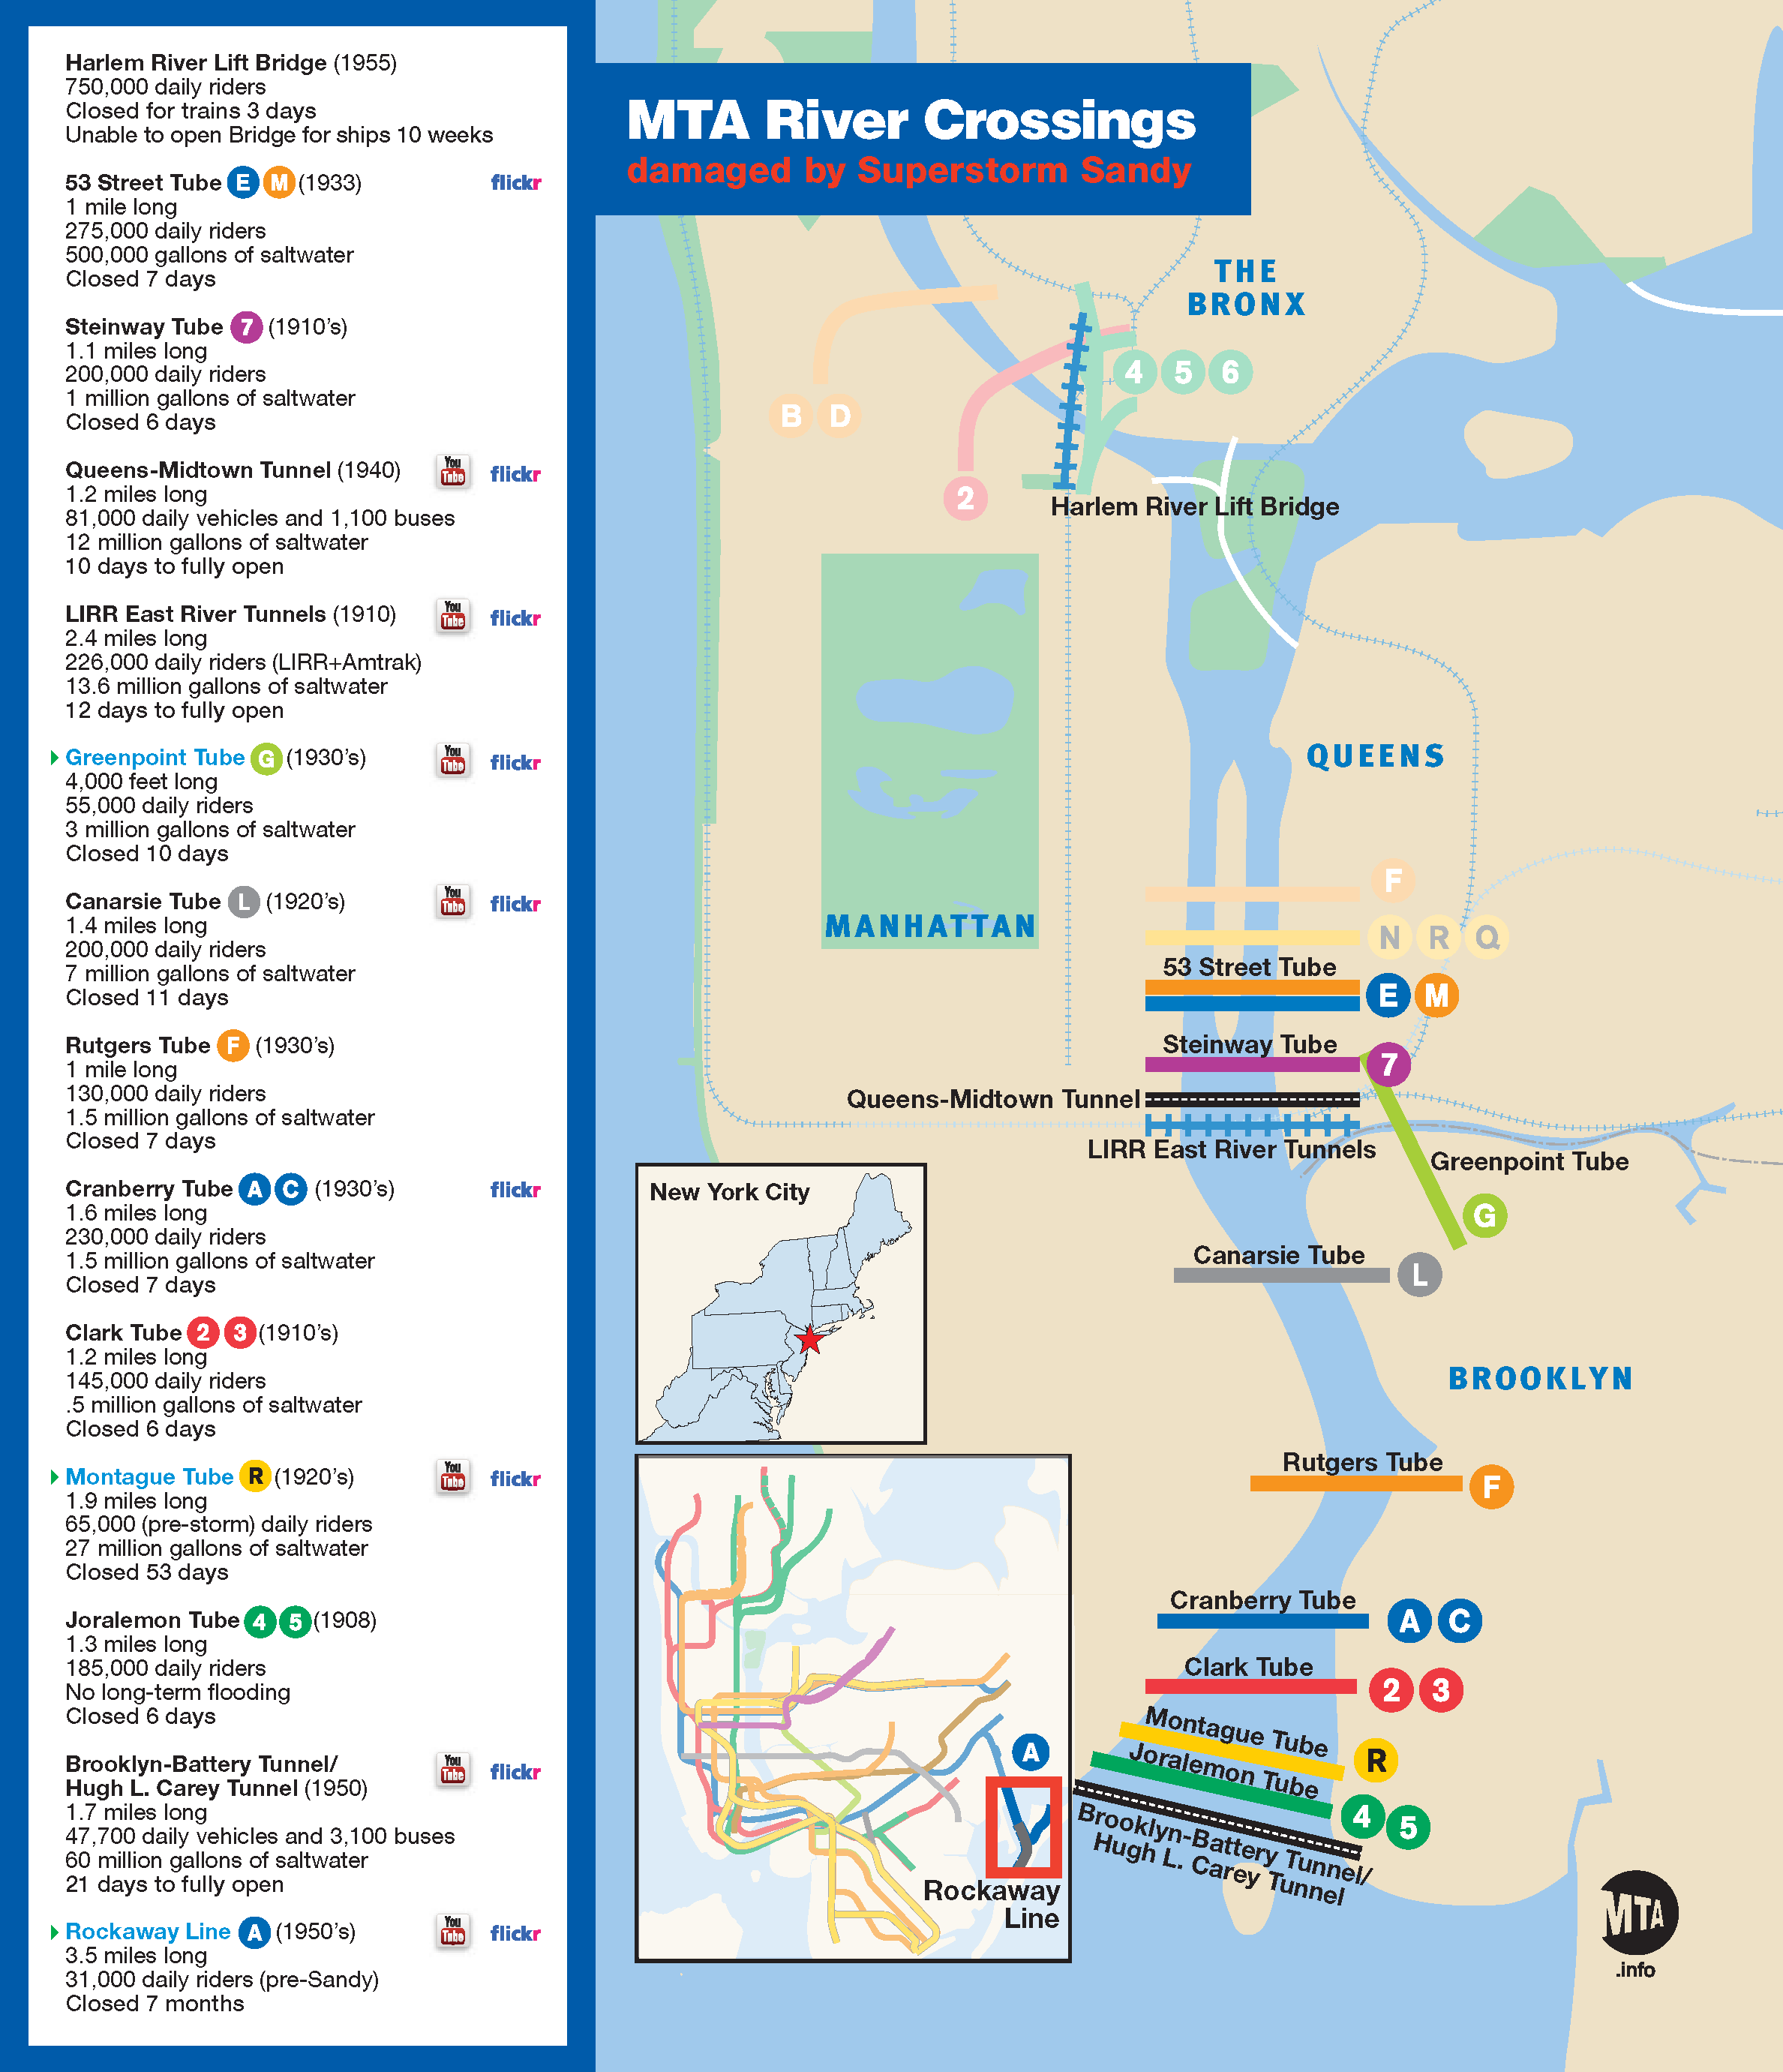 Harlem River Lift Bridge (1955)
750,000 daily riders
Closed for trains 3 days
Unable to open Bridge for ships 10 weeks
53 Street Tube E M (1933) flickr
1 mile long
275,000 daily riders
500,000 gallons of saltwater
Closed 7 days
Steinway Tube 7 (1910's)
1.1 miles long
200,000 daily riders
1 million gallons of saltwater
Closed 6 days
Queens-Midtown Tunnel (1940) You Tube flickr
1.2 miles long
81,000 daily vehicles and 1,100 buses
12 million gallons of saltwater
10 days to fully open
LIRR East River Tunnels (1910) You Tube flickr
2.4 miles long
226,000 daily riders (LIRR+Amtrak)
13.6 million gallons of saltwater
12 days to fully open
Greenpoint Tube G (1930's) You Tube flickr
4,000 feet long
55,000 daily riders
3 million gallons of saltwater
Closed 10 days
Canarsie Tube L (1920's) You Tube flickr
1.4 miles long
200,000 daily riders
7 million gallons of saltwater
Closed 11 days
Rutgers Tube F (1930's)
1 mile long
130,000 daily riders
1.5 million gallons of saltwater
Closed 7 days
Cranberry Tube A C (1930's) flickr
1.6 miles long
230,000 daily riders
1.5 million gallons of saltwater
Closed 7 days
Clark Tube 2 3 (1910's)
1.2 miles long
145,000 daily riders
.5 million gallons of saltwater
Closed 6 days
Montague Tube R (1920's) You Tube flickr
1.9 miles long
65,000 (pre-storm) daily riders
27 million gallons of saltwater
Closed 53 days
Joralemon Tube 4 5 (1908)
1.3 miles long
185,000 daily riders
No long-term flooding
Closed 6 days
Brooklyn-Battery Tunnel/
Hugh L. Carey Tunnel (1950) You Tube flickr
1.7 miles long
47,700 daily vehicles and 3,100 buses
60 million gallons of saltwater
21 days to fully open
Rockaway Line A (1950's) You Tube flickr
3.5 miles long
31,000 daily riders (pre-Sandy)
Closed 7 months
MTA River Crossings
damaged by Superstorm Sandy
THE
BRONX
4 5 6
B D
2
Harlem River Lift Bridge
QUEENS
MANHATTAN
F
N R Q
53 Street Tube
E M
Steinway Tube
7
Queens-Midtown Tunnel
LIRR East River Tunnels
Greenpoint Tube
G
Canarsie Tube
L
New York City
BROOKLYN
Rutgers Tube
F
Cranberry Tube
A C
Clark Tube
2 3
Montague Tube
R
Joralemon Tube
4 5
Brooklyn-Battery Tunnel/
Hugh L. Carey Tunnel
A
Rockaway
Line
MTA
.info